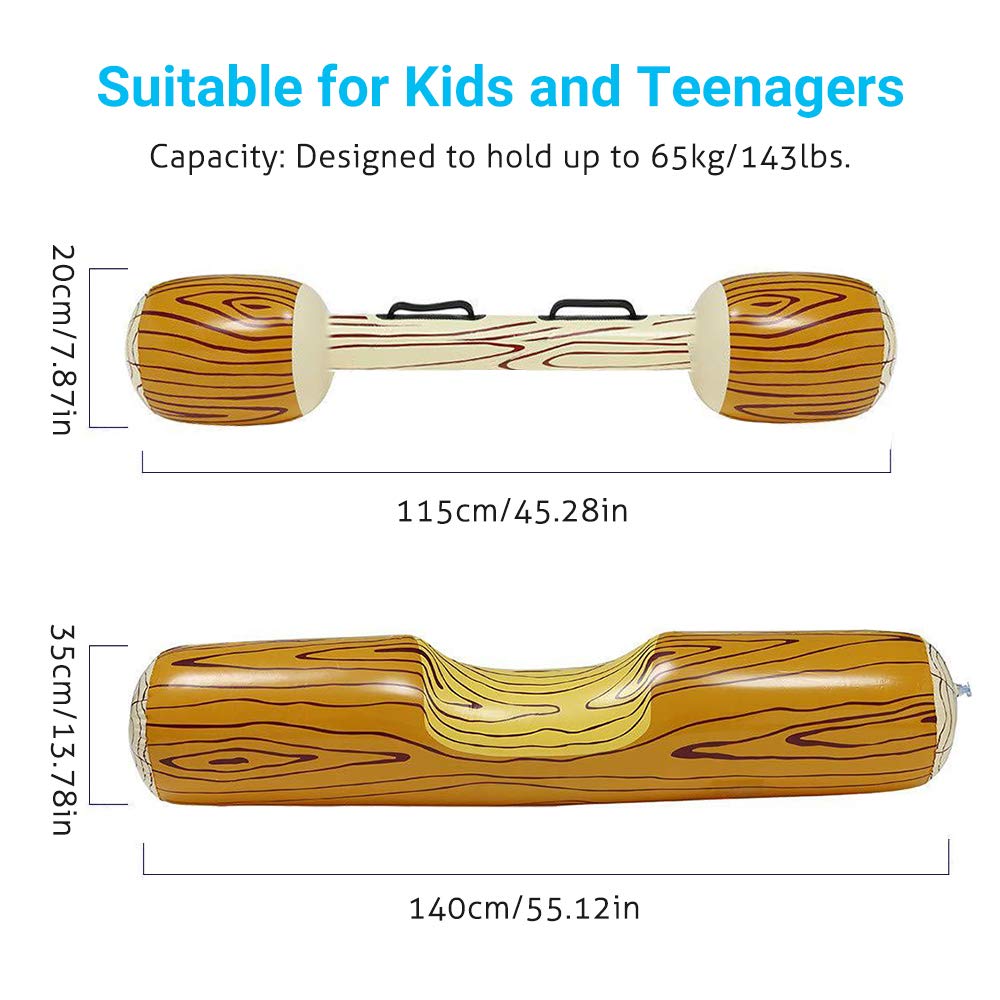 Suitable for Kids and Teenagers
Capacity: Designed to hold up to 65kg/143lbs.
20cm/7.87in
115cm/45.28in
35cm/13.78in
140cm/55.12in